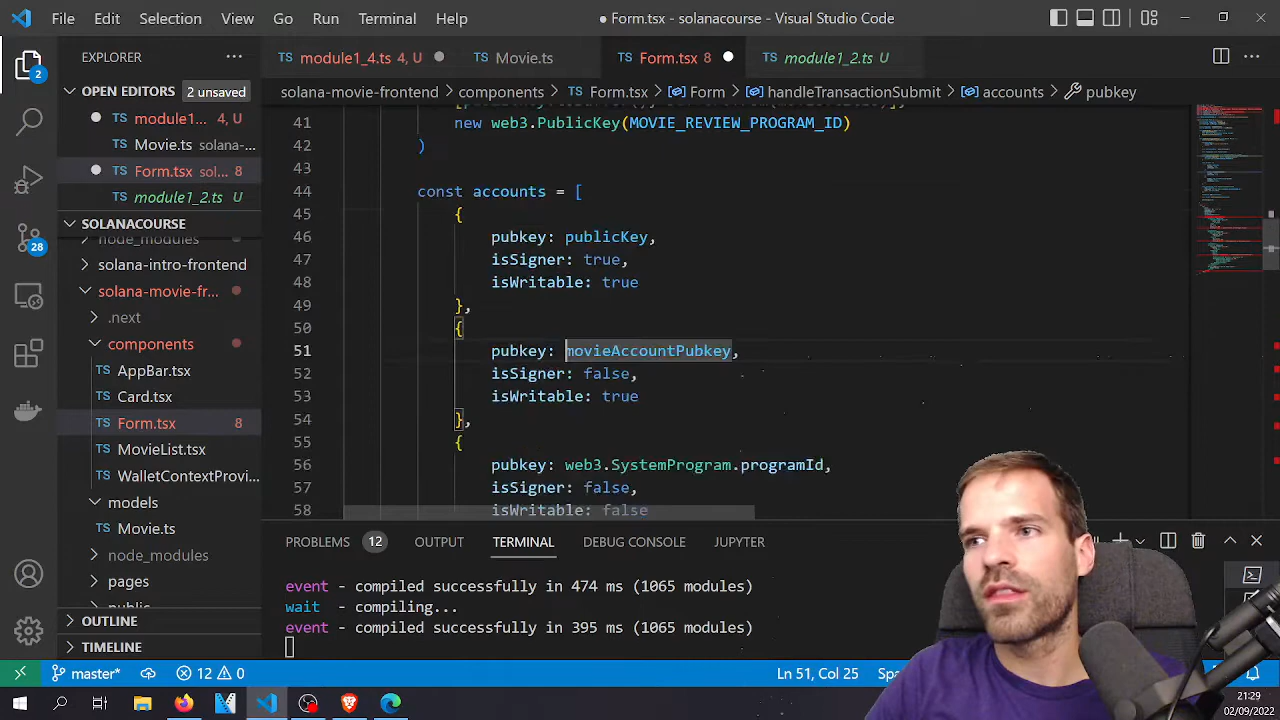 File Edit Selection View Go Run Terminal Help
● Form.tsx - solanacourse - Visual Studio Code
EXPLORER
TS module1_4.ts 4, U
TS Movie.ts
TS Form.tsx 8
TS module1_2.ts U
OPEN EDITORS 2 unsaved
TS module1... 4, U
TS Movie.ts solana-...
TS Form.tsx sol... 8
TS module1_2.ts U
SOLANACOURSE
node_modules
solana-intro-frontend
solana-movie-fr...
.next
components
TS AppBar.tsx
TS Card.tsx
TS Form.tsx 8
TS MovieList.tsx
TS WalletContextProvi...
models
TS Movie.ts
node_modules
pages
OUTLINE
TIMELINE
2
28
solana-movie-frontend > components > TS Form.tsx > Form > handleTransactionSubmit > accounts > pubkey
41 new web3.PublicKey(MOVIE_REVIEW_PROGRAM_ID)
42 )
43
44 const accounts = [
45 {
46 pubkey: publicKey,
47 isSigner: true,
48 isWritable: true
49 },
50 {
51 pubkey: movieAccountPubkey,
52 isSigner: false,
53 isWritable: true
54 },
55 {
56 pubkey: web3.SystemProgram.programId,
57 isSigner: false,
58 isWritable: false
PROBLEMS 12 OUTPUT TERMINAL DEBUG CONSOLE JUPYTER
event - compiled successfully in 474 ms (1065 modules)
wait - compiling...
event - compiled successfully in 395 ms (1065 modules)
master* 12 0
Ln 51, Col 25
21:29
02/09/2022